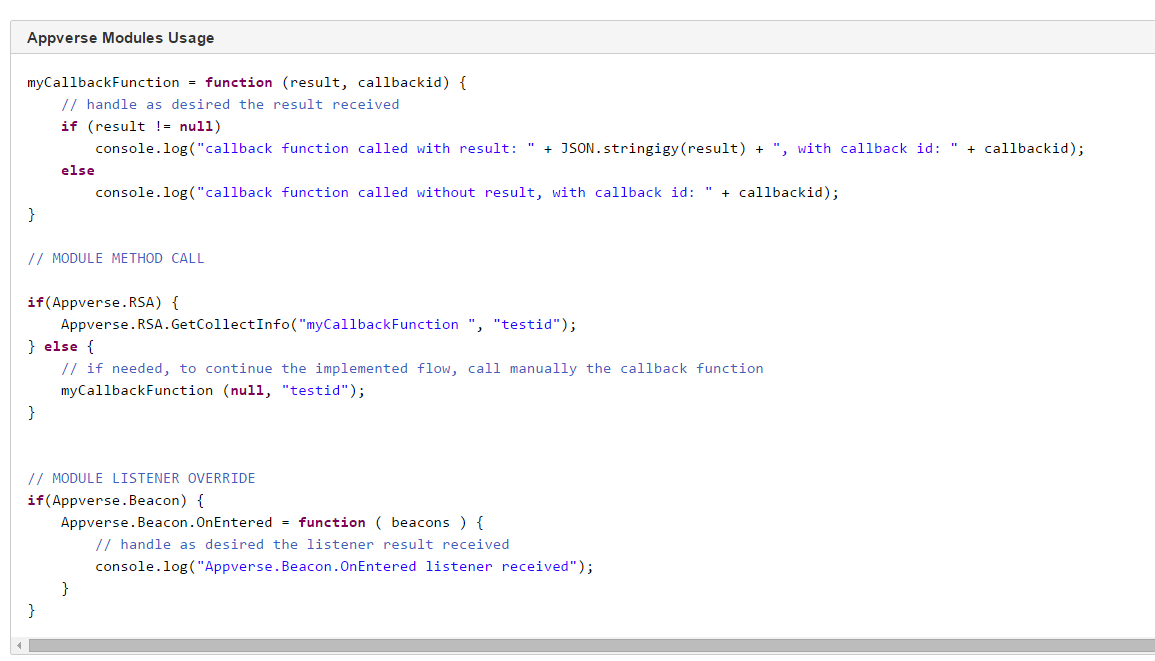 Appverse Modules Usage
myCallbackFunction = function (result, callbackid) {
// handle as desired the result received
if (result != null)
console.log("callback function called with result: " + JSON.stringigy(result) + ", with callback id: " + callbackid);
else
console.log("callback function called without result, with callback id: " + callbackid);
}
// MODULE METHOD CALL
if(Appverse.RSA) {
Appverse.RSA.GetCollectInfo("myCallbackFunction ", "testid");
} else {
// if needed, to continue the implemented flow, call manually the callback function
myCallbackFunction (null, "testid");
}
// MODULE LISTENER OVERRIDE
if(Appverse.Beacon) {
Appverse.Beacon.OnEntered = function ( beacons ) {
// handle as desired the listener result received
console.log("Appverse.Beacon.OnEntered listener received");
}
}